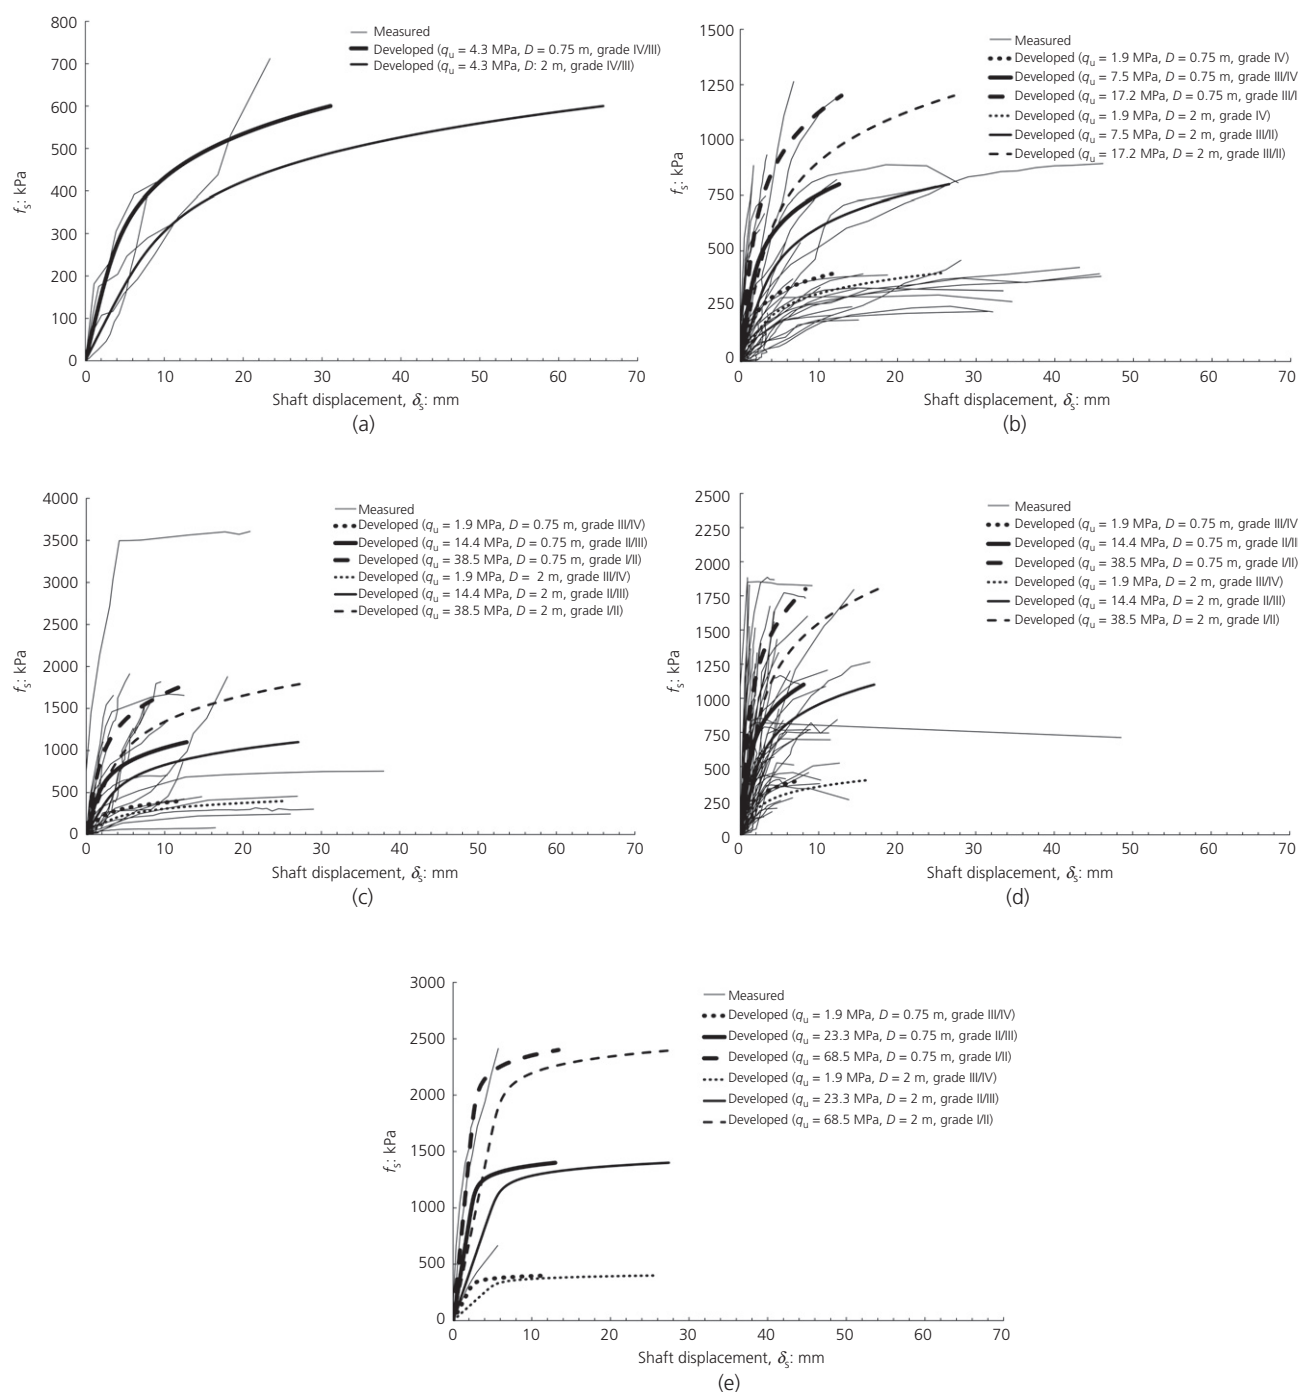 800
700
600
500
400
300
200
100
0
f_s: kPa
Measured
Developed (q_u = 4.3 MPa, D = 0.75 m, grade IV/III)
Developed (q_u = 4.3 MPa, D: 2 m, grade IV/III)
0 10 20 30 40 50 60 70
Shaft displacement, δ_s: mm
(a)
1500
1250
1000
750
500
250
0
f_s: kPa
Measured
Developed (q_u = 1.9 MPa, D = 0.75 m, grade IV)
Developed (q_u = 7.5 MPa, D = 0.75 m, grade III/IV
Developed (q_u = 17.2 MPa, D = 0.75 m, grade III/I
Developed (q_u = 1.9 MPa, D = 2 m, grade IV)
Developed (q_u = 7.5 MPa, D = 2 m, grade III/II)
Developed (q_u = 17.2 MPa, D = 2 m, grade III/II)
0 10 20 30 40 50 60 70
Shaft displacement, δ_s: mm
(b)
4000
3500
3000
2500
2000
1500
1000
500
0
f_s: kPa
Measured
Developed (q_u = 1.9 MPa, D = 0.75 m, grade III/IV)
Developed (q_u = 14.4 MPa, D = 0.75 m, grade II/III)
Developed (q_u = 38.5 MPa, D = 0.75 m, grade I/II)
Developed (q_u = 1.9 MPa, D = 2 m, grade III/IV)
Developed (q_u = 14.4 MPa, D = 2 m, grade II/III)
Developed (q_u = 38.5 MPa, D = 2 m, grade I/II)
0 10 20 30 40 50 60 70
Shaft displacement, δ_s: mm
(c)
2500
2250
2000
1750
1500
1250
1000
750
500
250
0
f_s: kPa
Measured
Developed (q_u = 1.9 MPa, D = 0.75 m, grade III/IV
Developed (q_u = 14.4 MPa, D = 0.75 m, grade II/III
Developed (q_u = 38.5 MPa, D = 0.75 m, grade I/II)
Developed (q_u = 1.9 MPa, D = 2 m, grade III/IV)
Developed (q_u = 14.4 MPa, D = 2 m, grade II/III)
Developed (q_u = 38.5 MPa, D = 2 m, grade I/II)
0 10 20 30 40 50 60 70
Shaft displacement, δ_s: mm
(d)
3000
2500
2000
1500
1000
500
0
f_s: kPa
Measured
Developed (q_u = 1.9 MPa, D = 0.75 m, grade III/IV)
Developed (q_u = 23.3 MPa, D = 0.75 m, grade II/III)
Developed (q_u = 68.5 MPa, D = 0.75 m, grade I/II)
Developed (q_u = 1.9 MPa, D = 2 m, grade III/IV)
Developed (q_u = 23.3 MPa, D = 2 m, grade II/III)
Developed (q_u = 68.5 MPa, D = 2 m, grade I/II)
0 10 20 30 40 50 60 70
Shaft displacement, δ_s: mm
(e)